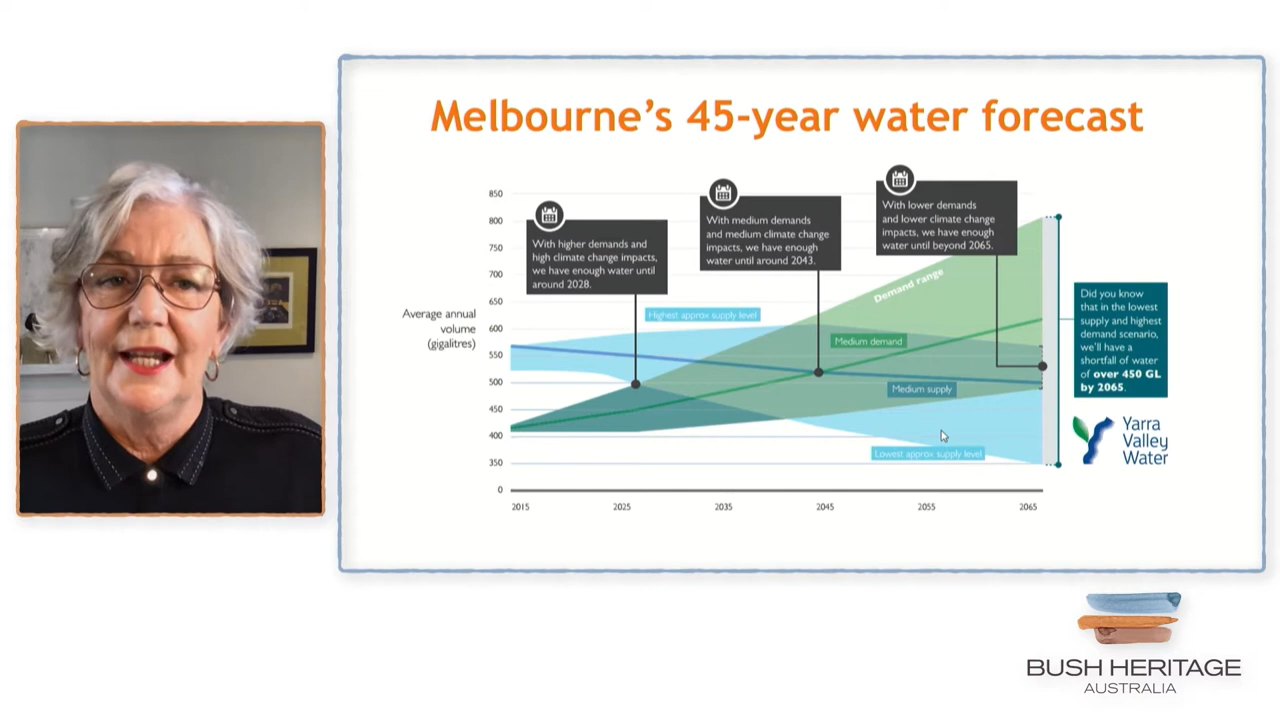 Melbourne's 45-year water forecast
850
800
750
700
650
600
550
500
450
400
350
0
Average annual
volume
(gigalitres)
2015
2025
2035
2045
2055
2065
With higher demands and
high climate change impacts,
we have enough water until
around 2028.
With medium demands
and medium climate change
impacts, we have enough
water until around 2043.
With lower demands
and lower climate change
impacts, we have enough
water until beyond 2065.
Highest approx supply level
Demand range
Medium demand
Medium supply
Lowest approx supply level
Did you know
that in the lowest
supply and highest
demand scenario,
we'll have a
shortfall of water
of over 450 GL
by 2065.
Yarra
Valley
Water
BUSH HERITAGE
AUSTRALIA